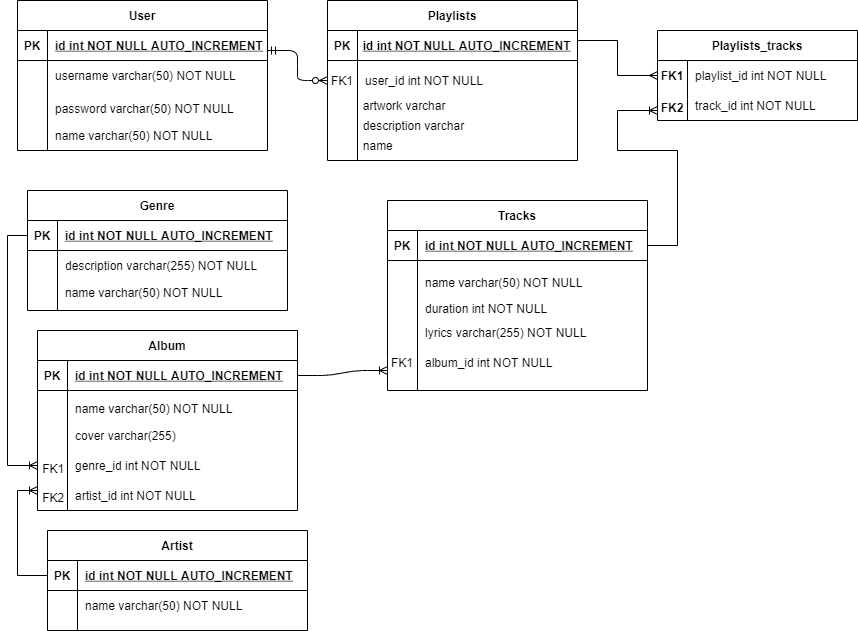 User
PK id int NOT NULL AUTO_INCREMENT
username varchar(50) NOT NULL
password varchar(50) NOT NULL
name varchar(50) NOT NULL
Playlists
PK id int NOT NULL AUTO_INCREMENT
FK1 user_id int NOT NULL
artwork varchar
description varchar
name
Playlists_tracks
FK1 playlist_id int NOT NULL
FK2 track_id int NOT NULL
Genre
PK id int NOT NULL AUTO_INCREMENT
description varchar(255) NOT NULL
name varchar(50) NOT NULL
Tracks
PK id int NOT NULL AUTO_INCREMENT
name varchar(50) NOT NULL
duration int NOT NULL
lyrics varchar(255) NOT NULL
FK1 album_id int NOT NULL
Album
PK id int NOT NULL AUTO_INCREMENT
name varchar(50) NOT NULL
cover varchar(255)
FK1 genre_id int NOT NULL
FK2 artist_id int NOT NULL
Artist
PK id int NOT NULL AUTO_INCREMENT
name varchar(50) NOT NULL